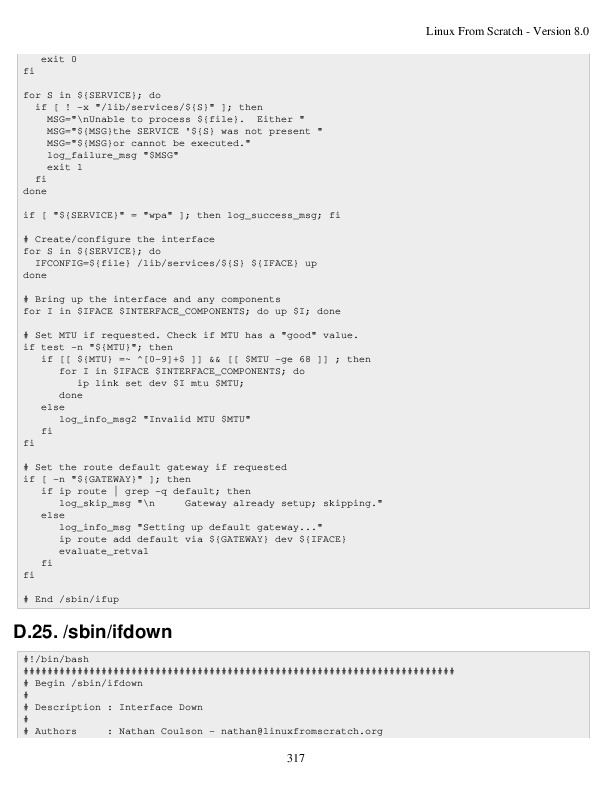 Linux From Scratch - Version 8.0
   exit 0
fi

for S in ${SERVICE}; do
  if [ ! -x "/lib/services/${S}" ]; then
    MSG="\nUnable to process ${file}.  Either "
    MSG="${MSG}the SERVICE '${S} was not present "
    MSG="${MSG}or cannot be executed."
    log_failure_msg "$MSG"
    exit 1
  fi
done

if [ "${SERVICE}" = "wpa" ]; then log_success_msg; fi

# Create/configure the interface
for S in ${SERVICE}; do
  IFCONFIG=${file} /lib/services/${S} ${IFACE} up
done

# Bring up the interface and any components
for I in $IFACE $INTERFACE_COMPONENTS; do up $I; done

# Set MTU if requested. Check if MTU has a "good" value.
if test -n "${MTU}"; then
   if [[ ${MTU} =~ ^[0-9]+$ ]] && [[ $MTU -ge 68 ]] ; then
      for I in $IFACE $INTERFACE_COMPONENTS; do
         ip link set dev $I mtu $MTU;
      done
   else
      log_info_msg2 "Invalid MTU $MTU"
   fi
fi

# Set the route default gateway if requested
if [ -n "${GATEWAY}" ]; then
   if ip route | grep -q default; then
      log_skip_msg "\n     Gateway already setup; skipping."
   else
      log_info_msg "Setting up default gateway..."
      ip route add default via ${GATEWAY} dev ${IFACE}
      evaluate_retval
   fi
fi

# End /sbin/ifup
D.25. /sbin/ifdown
#!/bin/bash
########################################################################
# Begin /sbin/ifdown
#
# Description : Interface Down
#
# Authors     : Nathan Coulson - nathan@linuxfromscratch.org
317